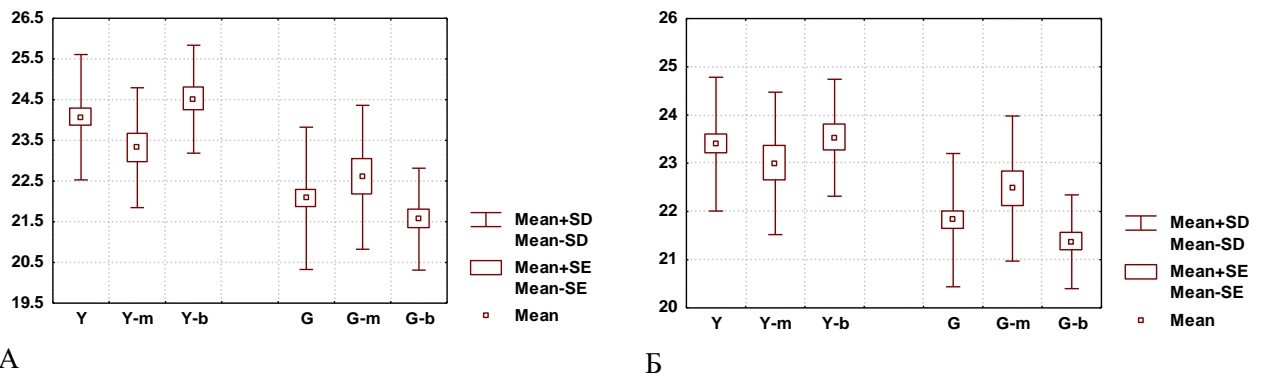 26.5
25.5
24.5
23.5
22.5
21.5
20.5
19.5
Y Y-m Y-b G G-m G-b
Mean+SD
Mean-SD
Mean+SE
Mean-SE
Mean
А
26
25
24
23
22
21
20
Y Y-m Y-b G G-m G-b
Mean+SD
Mean-SD
Mean+SE
Mean-SE
Mean
Б